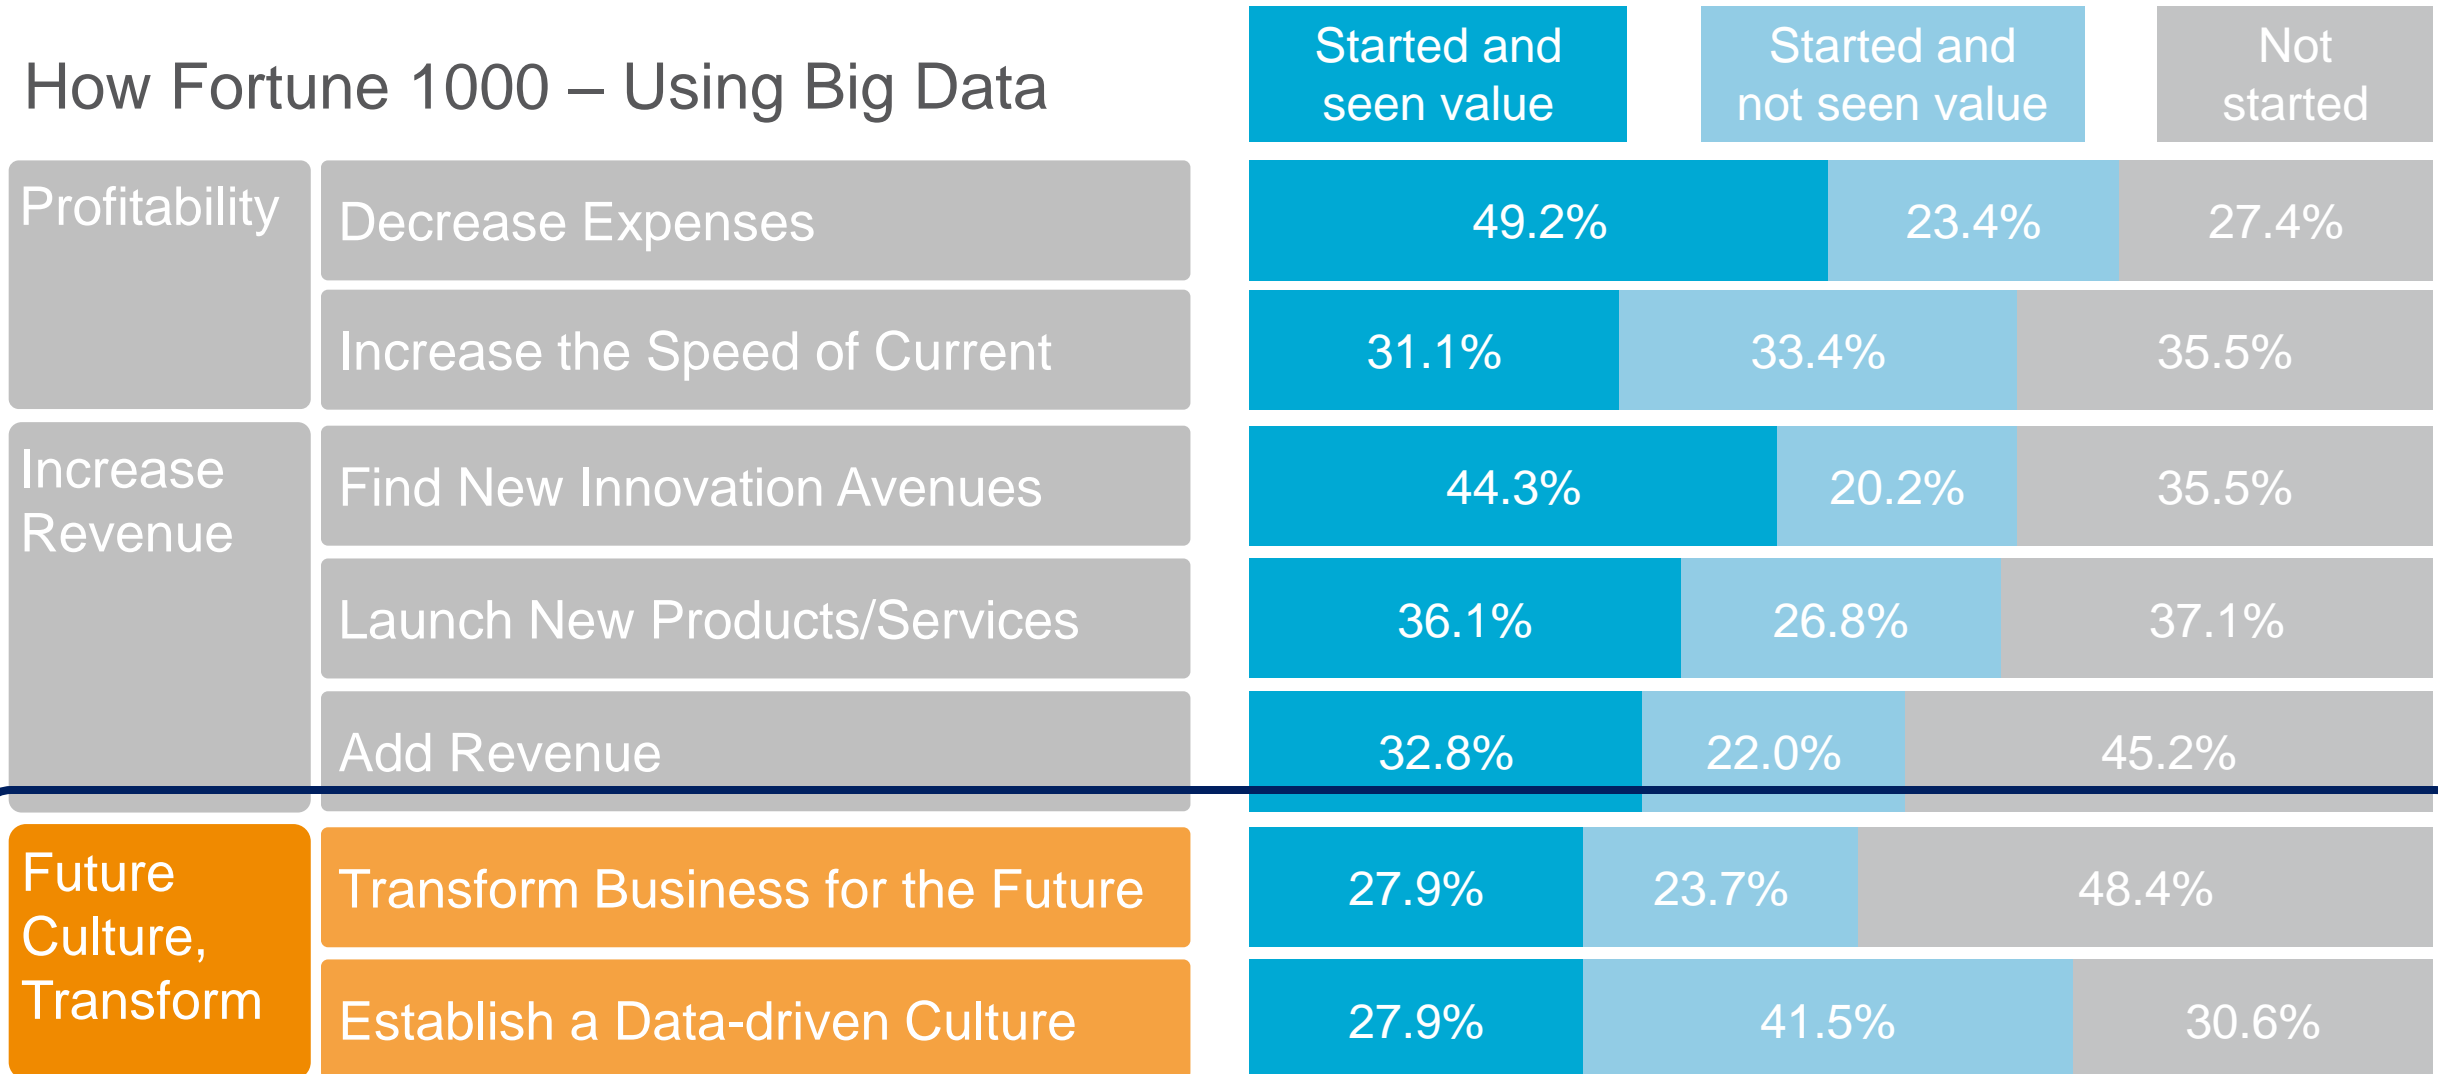 How Fortune 1000 – Using Big Data
Started and
seen value
Started and
not seen value
Not
started
Profitability
Decrease Expenses
49.2%
23.4%
27.4%
Increase the Speed of Current
31.1%
33.4%
35.5%
Increase
Revenue
Find New Innovation Avenues
44.3%
20.2%
35.5%
Launch New Products/Services
36.1%
26.8%
37.1%
Add Revenue
32.8%
22.0%
45.2%
Future
Culture,
Transform
Transform Business for the Future
27.9%
23.7%
48.4%
Establish a Data-driven Culture
27.9%
41.5%
30.6%